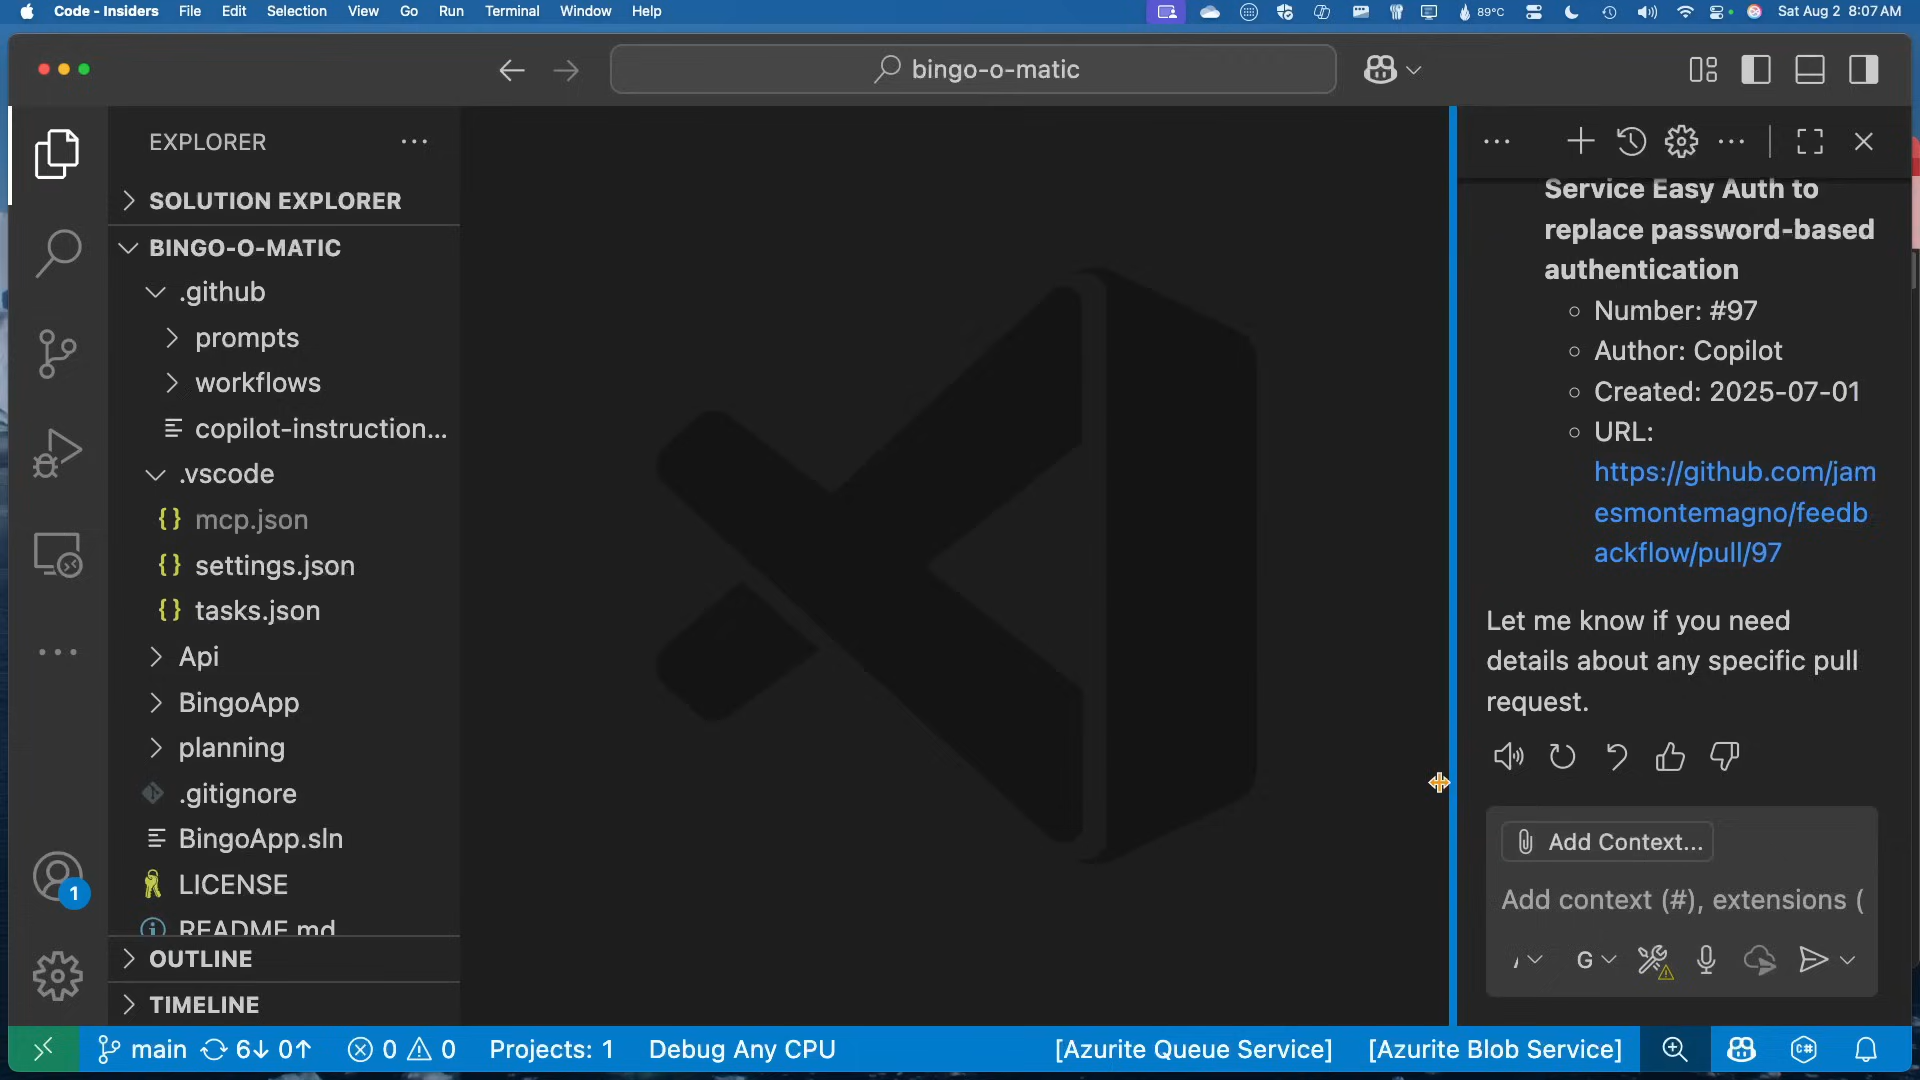 Code - Insiders File Edit Selection View Go Run Terminal Window Help
89°C Sat Aug 2 8:07 AM
bingo-o-matic
EXPLORER
SOLUTION EXPLORER
BINGO-O-MATIC
.github
prompts
workflows
copilot-instruction...
.vscode
mcp.json
settings.json
tasks.json
Api
BingoApp
planning
.gitignore
BingoApp.sln
LICENSE
README.md
OUTLINE
TIMELINE
1
Service Easy Auth to
replace password-based
authentication
Number: #97
Author: Copilot
Created: 2025-07-01
URL:
https://github.com/jam
esmontemagno/feedb
ackflow/pull/97
Let me know if you need
details about any specific pull
request.
Add Context...
Add context (#), extensions (
G
main 6↓ 0↑ 0 0 Projects: 1 Debug Any CPU [Azurite Queue Service] [Azurite Blob Service]